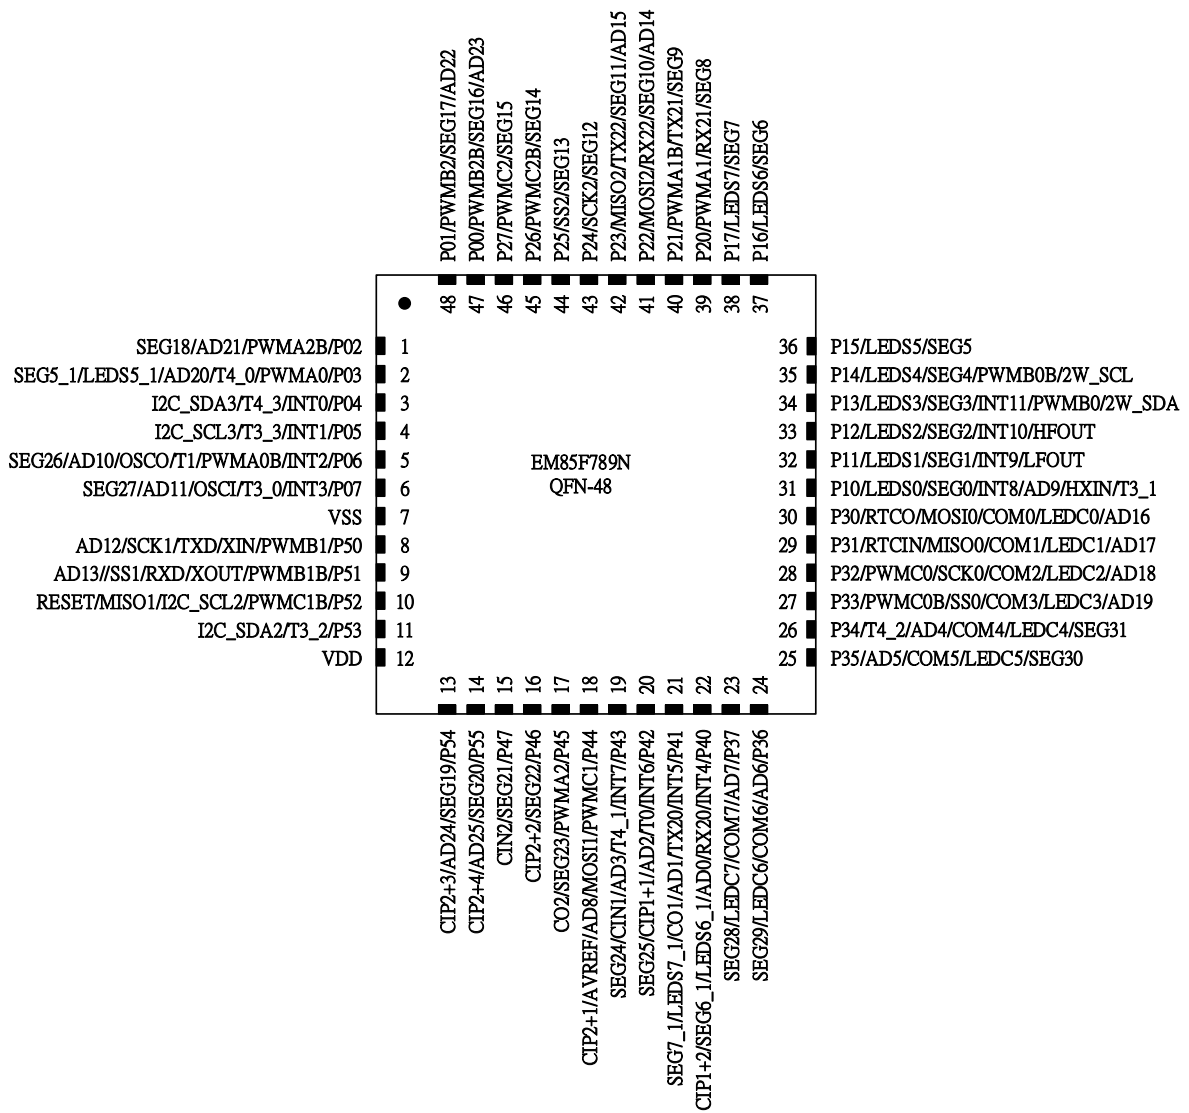 P01/PWMB2/SEG17/AD22
P00/PWMB2B/SEG16/AD23
P27/PWMC2/SEG15
P26/PWMC2B/SEG14
P25/SS2/SEG13
P24/SCK2/SEG12
P23/MISO2/TX22/SEG11/AD15
P22/MOSI2/RX22/SEG10/AD14
P21/PWMA1B/TX21/SEG9
P20/PWMA1/RX21/SEG8
P17/LEDS7/SEG7
P16/LEDS6/SEG6
48
47
46
45
44
43
42
41
40
39
38
37
SEG18/AD21/PWMA2B/P02 1
SEG5_1/LEDS5_1/AD20/T4_0/PWMA0/P03 2
I2C_SDA3/T4_3/INT0/P04 3
I2C_SCL3/T3_3/INT1/P05 4
SEG26/AD10/OSCO/T1/PWMA0B/INT2/P06 5
SEG27/AD11/OSCI/T3_0/INT3/P07 6
VSS 7
AD12/SCK1/TXD/XIN/PWMB1/P50 8
AD13//SS1/RXD/XOUT/PWMB1B/P51 9
RESET/MISO1/I2C_SCL2/PWMC1B/P52 10
I2C_SDA2/T3_2/P53 11
VDD 12
EM85F789N
QFN-48
36 P15/LEDS5/SEG5
35 P14/LEDS4/SEG4/PWMB0B/2W_SCL
34 P13/LEDS3/SEG3/INT11/PWMB0/2W_SDA
33 P12/LEDS2/SEG2/INT10/HFOUT
32 P11/LEDS1/SEG1/INT9/LFOUT
31 P10/LEDS0/SEG0/INT8/AD9/HXIN/T3_1
30 P30/RTCO/MOSI0/COM0/LEDC0/AD16
29 P31/RTCIN/MISO0/COM1/LEDC1/AD17
28 P32/PWMC0/SCK0/COM2/LEDC2/AD18
27 P33/PWMC0B/SS0/COM3/LEDC3/AD19
26 P34/T4_2/AD4/COM4/LEDC4/SEG31
25 P35/AD5/COM5/LEDC5/SEG30
13
14
15
16
17
18
19
20
21
22
23
24
CIP2+3/AD24/SEG19/P54
CIP2+4/AD25/SEG20/P55
CIN2/SEG21/P47
CIP2+2/SEG22/P46
CO2/SEG23/PWMA2/P45
CIP2+1/AVREF/AD8/MOSI1/PWMC1/P44
SEG24/CIN1/AD3/T4_1/INT7/P43
SEG25/CIP1+1/AD2/T0/INT6/P42
SEG7_1/LEDS7_1/CO1/AD1/TX20/INT5/P41
CIP1+2/SEG6_1/LEDS6_1/AD0/RX20/INT4/P40
SEG28/LEDC7/COM7/AD7/P37
SEG29/LEDC6/COM6/AD6/P36